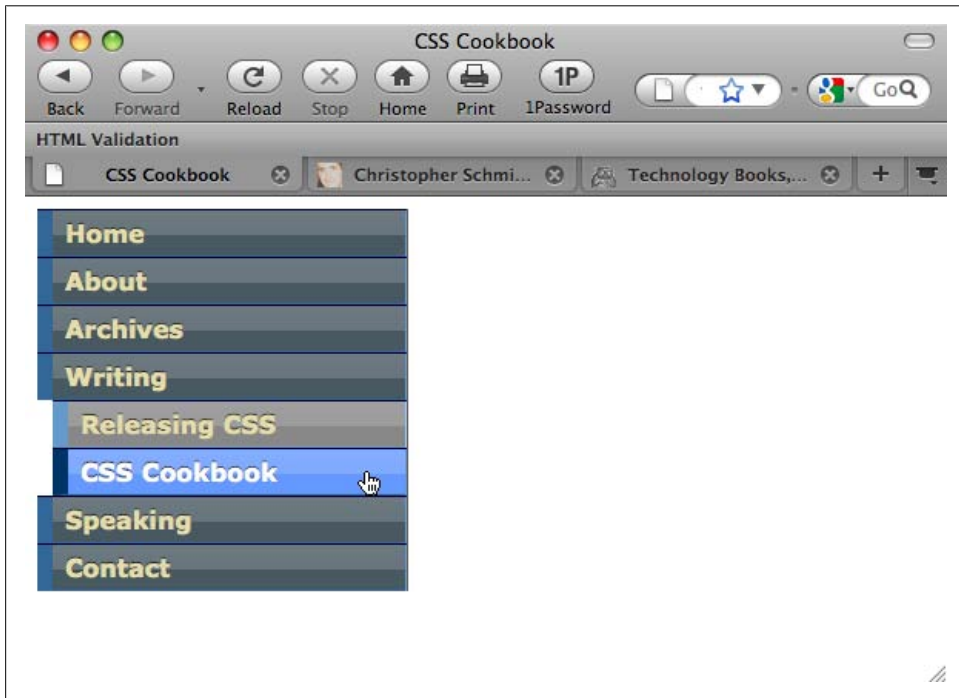 CSS Cookbook
Back Forward Reload Stop Home Print 1Password
1P
GoQ
HTML Validation
CSS Cookbook Christopher Schmi... Technology Books,...
Home
About
Archives
Writing
Releasing CSS
CSS Cookbook
Speaking
Contact